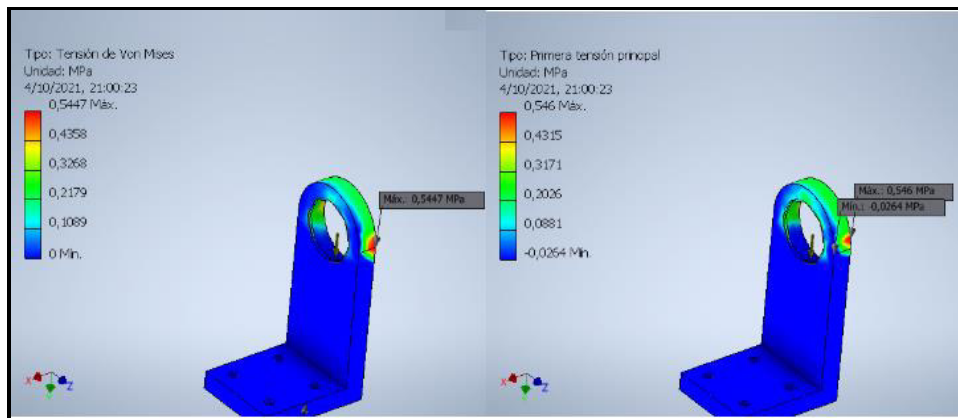 Tipo: Tensión de Von Mises
Unidad: MPa
4/10/2021, 21:00:23
0,5447 Máx.
0,4358
0,3268
0,2179
0,1089
0 Mín.
Máx.: 0,5447 MPa
X
Y
Z
Tipo: Primera tensión principal
Unidad: MPa
4/10/2021, 21:00:23
0,546 Máx.
0,4315
0,3171
0,2026
0,0881
-0,0264 Mín.
Máx.: 0,546 MPa
Mín.: -0,0264 MPa
X
Y
Z